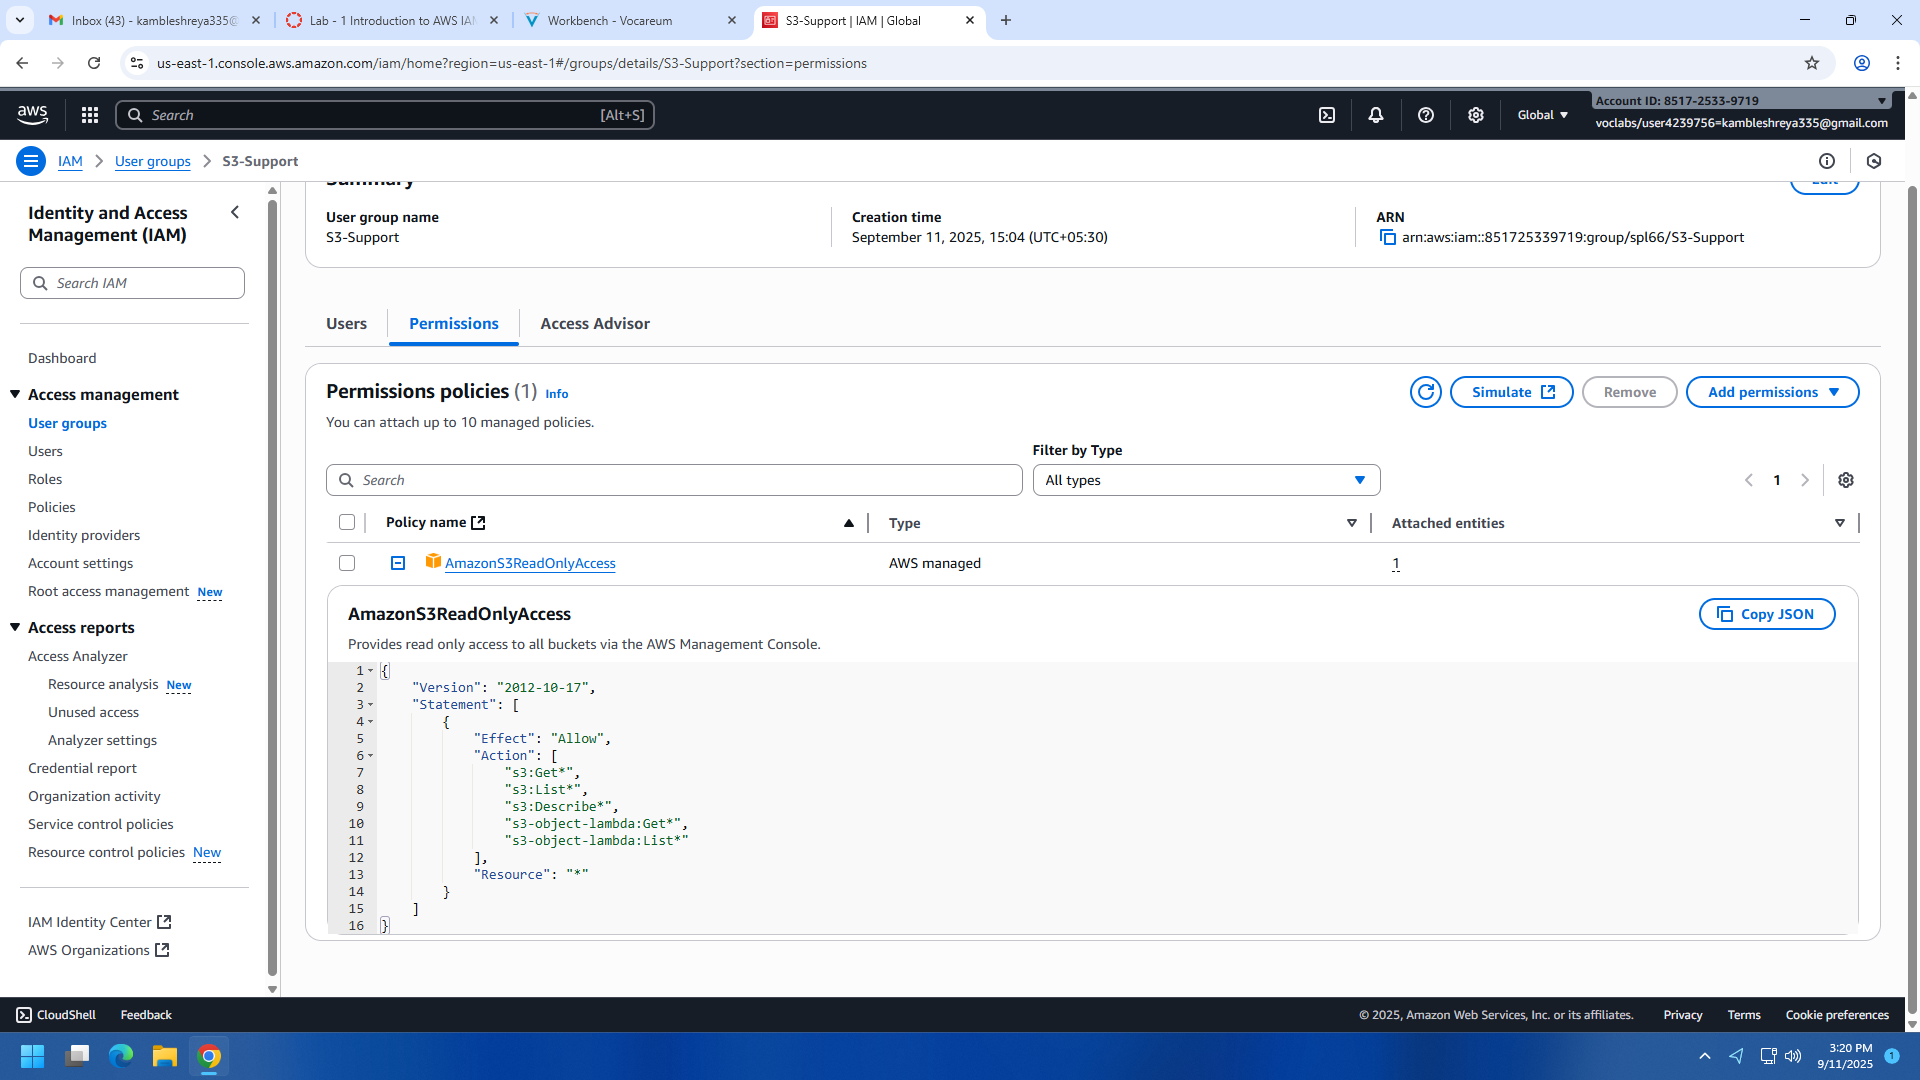 Inbox (43) - kambleshreya335@
Lab - 1 Introduction to AWS IAM
Workbench - Vocareum
S3-Support | IAM | Global
us-east-1.console.aws.amazon.com/iam/home?region=us-east-1#/groups/details/S3-Support?section=permissions
aws
Search
[Alt+S]
Global
Account ID: 8517-2533-9719
voclabs/user4239756=kambleshreya335@gmail.com
IAM
User groups
S3-Support
Identity and Access Management (IAM)
Search IAM
Dashboard
Access management
User groups
Users
Roles
Policies
Identity providers
Account settings
Root access management New
Access reports
Access Analyzer
Resource analysis New
Unused access
Analyzer settings
Credential report
Organization activity
Service control policies
Resource control policies New
IAM Identity Center
AWS Organizations
Summary
Edit
User group name
S3-Support
Creation time
September 11, 2025, 15:04 (UTC+05:30)
ARN
arn:aws:iam::851725339719:group/spl66/S3-Support
Users
Permissions
Access Advisor
Permissions policies (1) Info
You can attach up to 10 managed policies.
Simulate
Remove
Add permissions
Filter by Type
Search
All types
1
Policy name
Type
Attached entities
AmazonS3ReadOnlyAccess
AWS managed
1
AmazonS3ReadOnlyAccess
Copy JSON
Provides read only access to all buckets via the AWS Management Console.
1 {
2 "Version": "2012-10-17",
3 "Statement": [
4 {
5 "Effect": "Allow",
6 "Action": [
7 "s3:Get*",
8 "s3:List*",
9 "s3:Describe*",
10 "s3-object-lambda:Get*",
11 "s3-object-lambda:List*"
12 ],
13 "Resource": "*"
14 }
15 ]
16 }
CloudShell
Feedback
© 2025, Amazon Web Services, Inc. or its affiliates.
Privacy
Terms
Cookie preferences
3:20 PM
9/11/2025
1